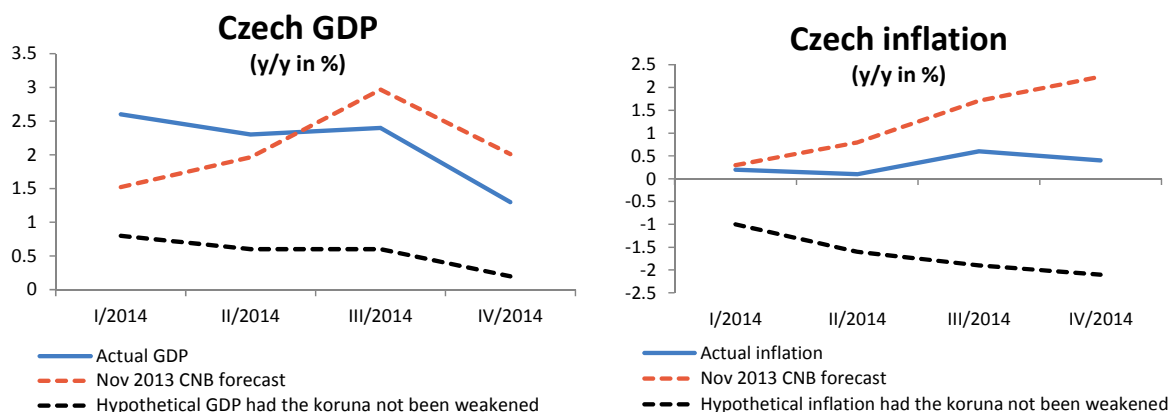 Czech GDP
(y/y in %)
3.5
3
2.5
2
1.5
1
0.5
0
I/2014 II/2014 III/2014 IV/2014
Actual GDP
Nov 2013 CNB forecast
Hypothetical GDP had the koruna not been weakened
Czech inflation
(y/y in %)
2.5
2
1.5
1
0.5
0
-0.5
-1
-1.5
-2
-2.5
I/2014 II/2014 III/2014 IV/2014
Actual inflation
Nov 2013 CNB forecast
Hypothetical inflation had the koruna not been weakened